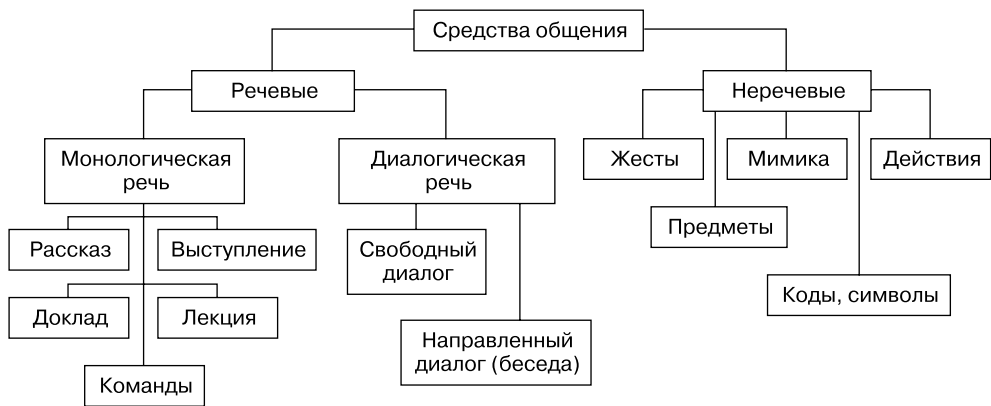 Средства общения
Речевые
Неречевые
Монологическая
речь
Диалогическая
речь
Жесты
Мимика
Действия
Предметы
Рассказ
Выступление
Свободный
диалог
Коды, символы
Доклад
Лекция
Направленный
диалог (беседа)
Команды